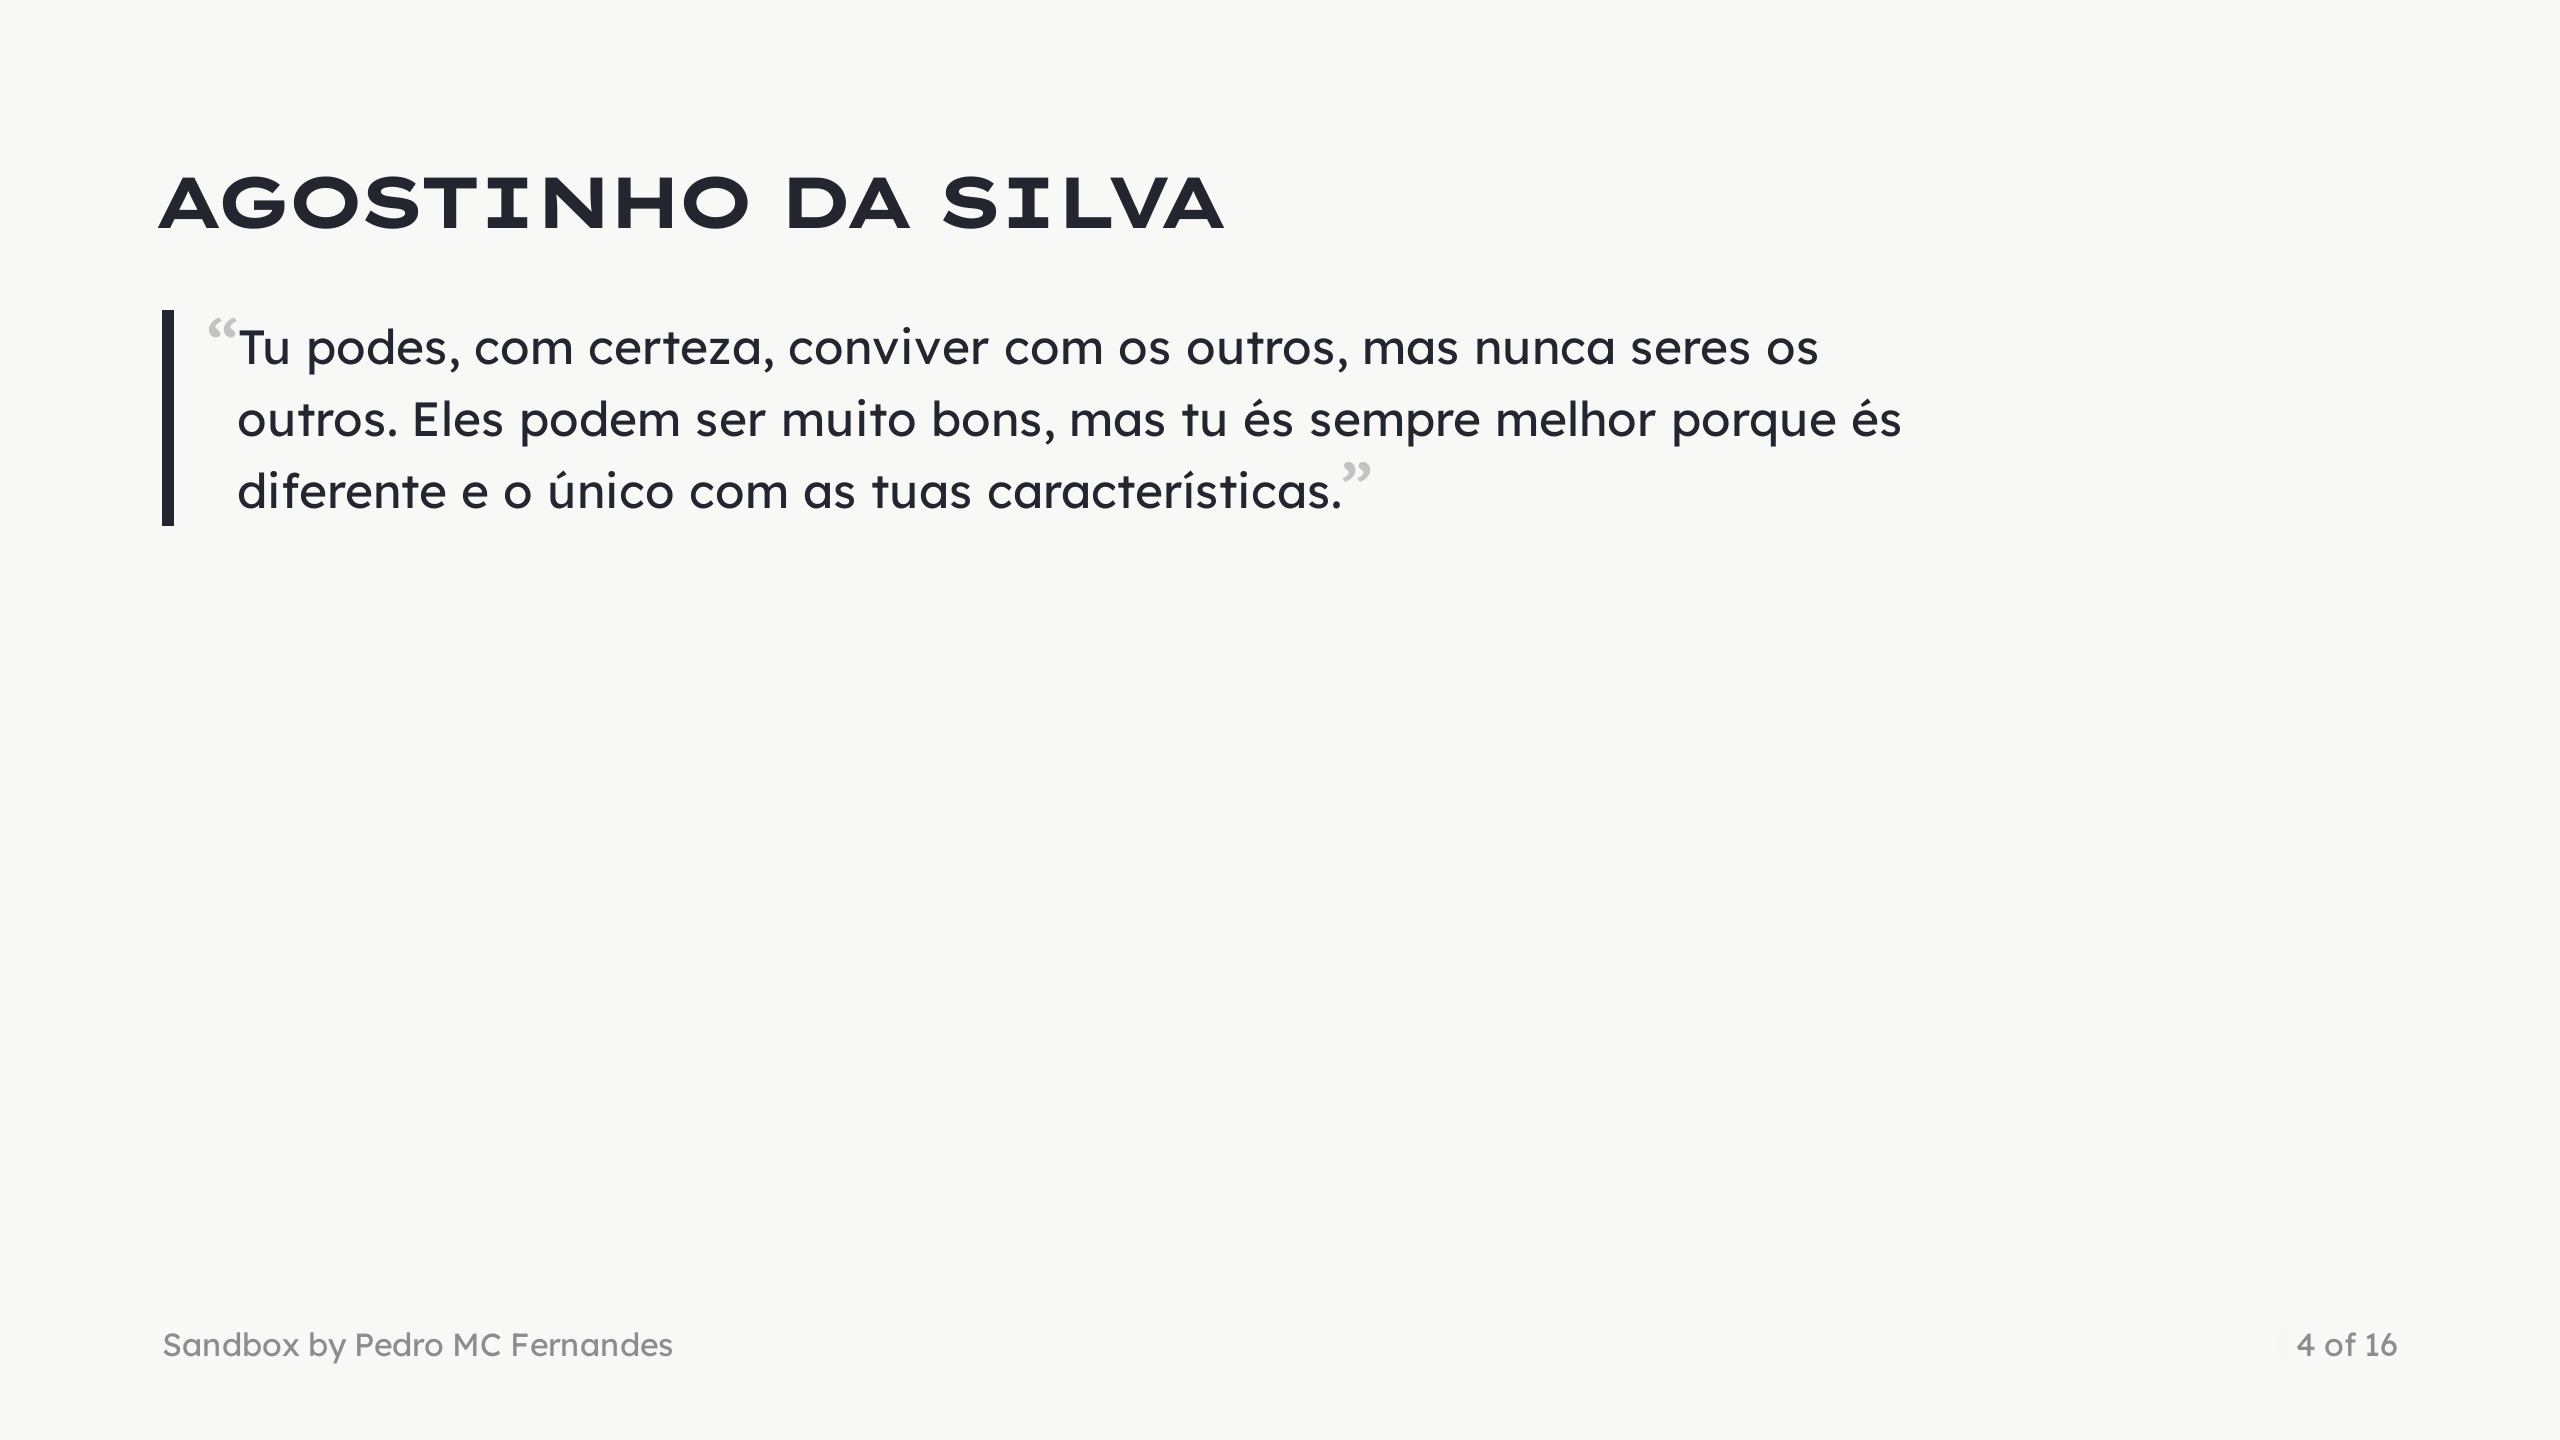 AGOSTINHO DA SILVA
“Tu podes, com certeza, conviver com os outros, mas nunca seres os
outros. Eles podem ser muito bons, mas tu és sempre melhor porque és
diferente e o único com as tuas características.”
Sandbox by Pedro MC Fernandes
4 of 16